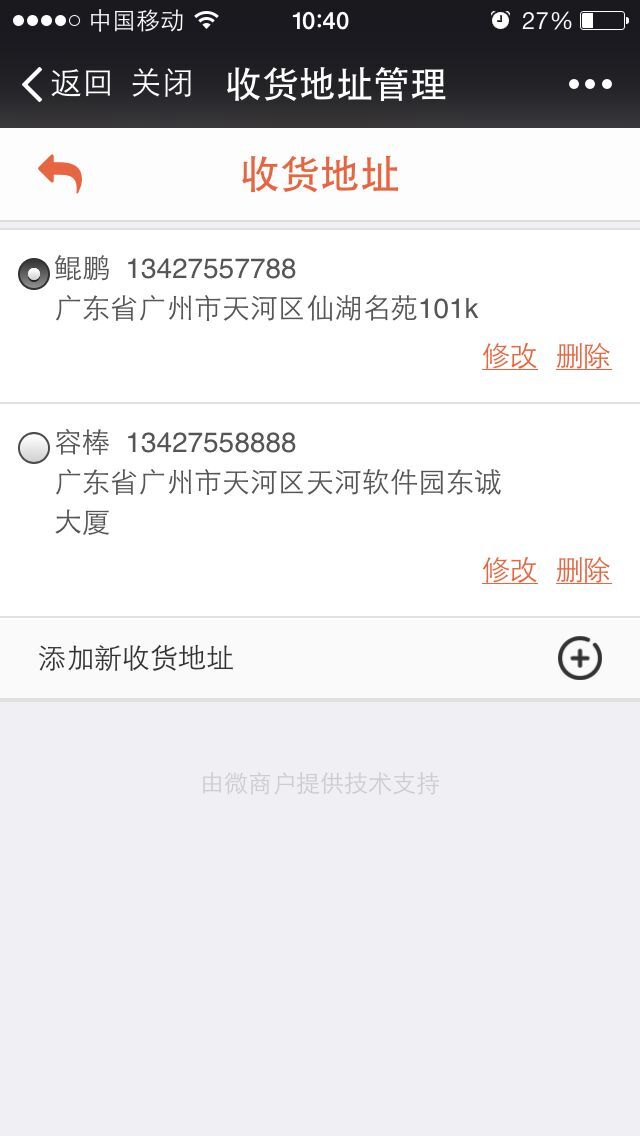 中国移动 10:40 27%
返回 关闭 收货地址管理
收货地址
鲲鹏 13427557788
广东省广州市天河区仙湖名苑101k
修改 删除
容棒 13427558888
广东省广州市天河区天河软件园东诚
大厦
修改 删除
添加新收货地址
由微商户提供技术支持